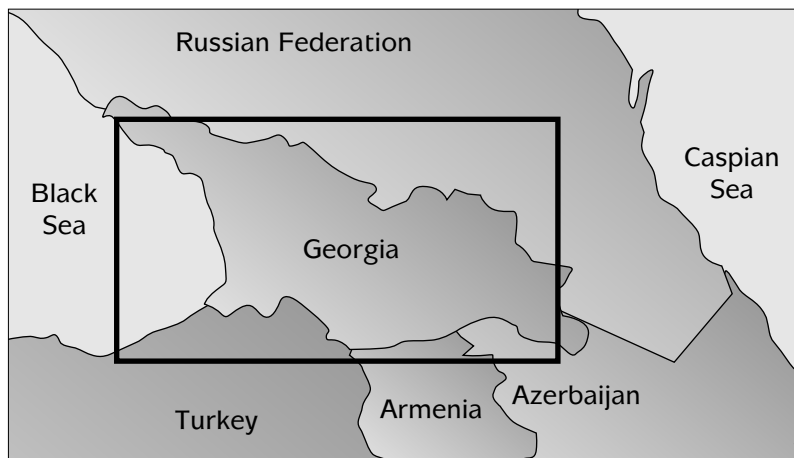 Russian Federation
Caspian
Sea
Black
Sea
Georgia
Azerbaijan
Armenia
Turkey